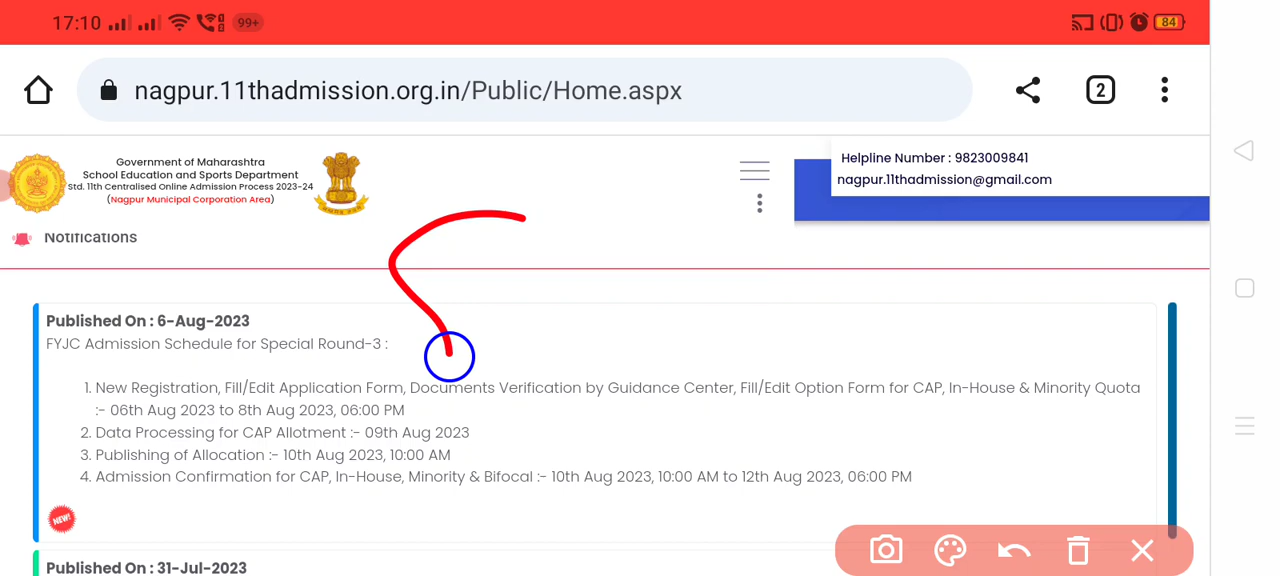 17:10 99+ 84
nagpur.11thadmission.org.in/Public/Home.aspx
2
Government of Maharashtra
School Education and Sports Department
Std. 11th Centralised Online Admission Process 2023-24
(Nagpur Municipal Corporation Area)
Helpline Number : 9823009841
nagpur.11thadmission@gmail.com
Notifications
Published On : 6-Aug-2023
FYJC Admission Schedule for Special Round-3 :
1. New Registration, Fill/Edit Application Form, Documents Verification by Guidance Center, Fill/Edit Option Form for CAP, In-House & Minority Quota
:- 06th Aug 2023 to 8th Aug 2023, 06:00 PM
2. Data Processing for CAP Allotment :- 09th Aug 2023
3. Publishing of Allocation :- 10th Aug 2023, 10:00 AM
4. Admission Confirmation for CAP, In-House, Minority & Bifocal :- 10th Aug 2023, 10:00 AM to 12th Aug 2023, 06:00 PM
NEW!
Published On : 31-Jul-2023